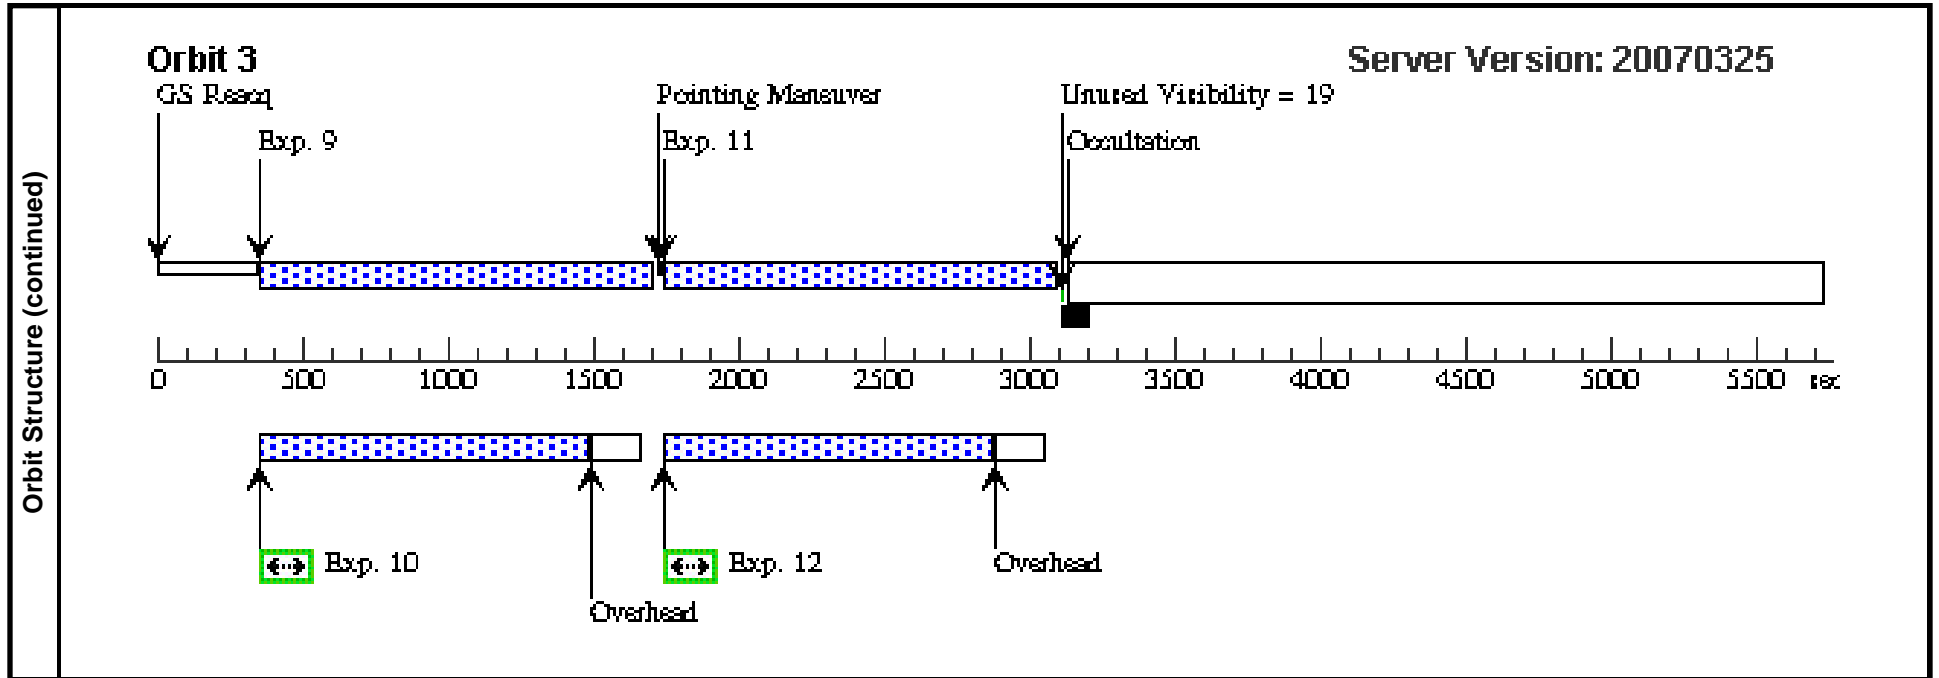 Orbit Structure (continued)
Orbit 3
Server Version: 20070325
GS Reacq
Pointing Maneuver
Unused Visibility = 19
Exp. 9
Exp. 11
Occultation
0 500 1000 1500 2000 2500 3000 3500 4000 4500 5000 5500 sec
Exp. 10
Exp. 12
Overhead
Overhead